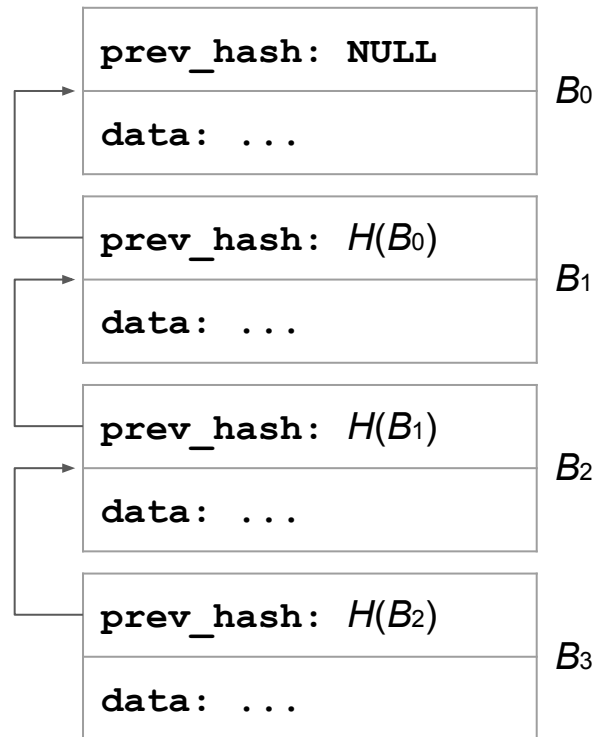 prev_hash: NULL
B0
data: ...
prev_hash: H(B0)
B1
data: ...
prev_hash: H(B1)
B2
data: ...
prev_hash: H(B2)
B3
data: ...